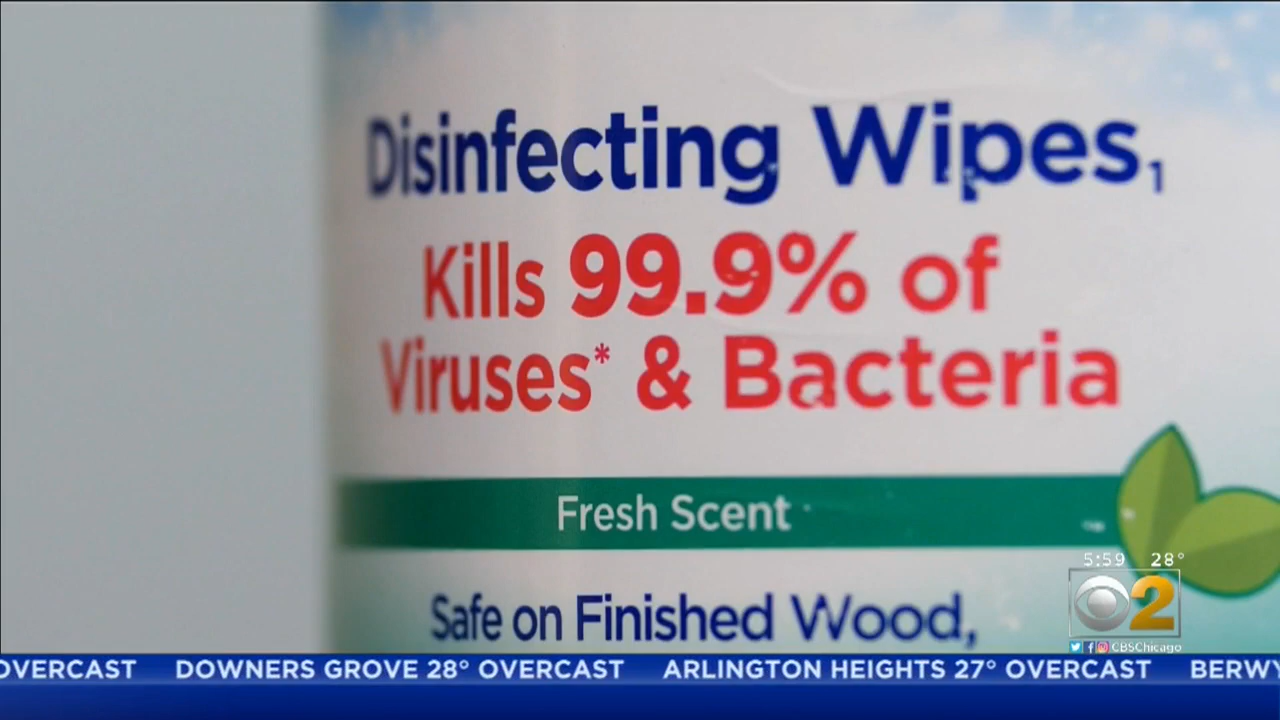 Disinfecting Wipes,1
Kills 99.9% of
Viruses* & Bacteria
Fresh Scent
Safe on Finished Wood,
5:59 28°
2
CBSChicago
OVERCAST DOWNERS GROVE 28° OVERCAST ARLINGTON HEIGHTS 27° OVERCAST BERWY